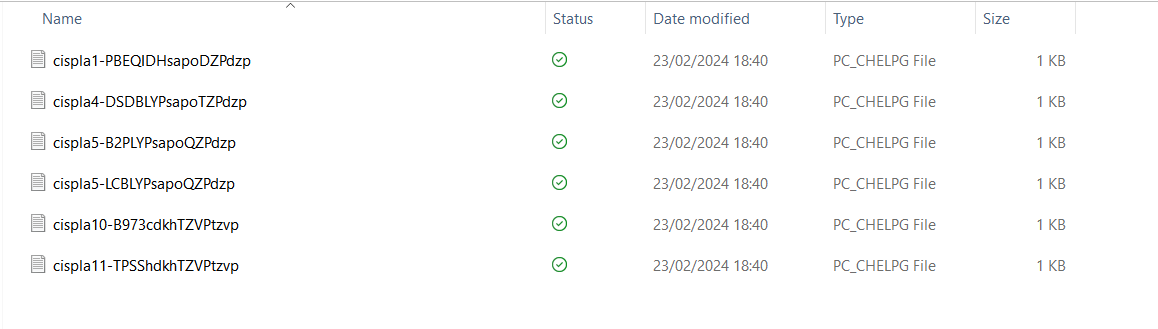 Name Status Date modified Type Size
cispla1-PBEQIDHsapoDZPdzp 23/02/2024 18:40 PC_CHELPG File 1 KB
cispla4-DSDBLYPsapoTZPdzp 23/02/2024 18:40 PC_CHELPG File 1 KB
cispla5-B2PLYPsapoQZPdzp 23/02/2024 18:40 PC_CHELPG File 1 KB
cispla5-LCBLYPsapoQZPdzp 23/02/2024 18:40 PC_CHELPG File 1 KB
cispla10-B973cdkhTZVPtzvp 23/02/2024 18:40 PC_CHELPG File 1 KB
cispla11-TPSShdkhTZVPtzvp 23/02/2024 18:40 PC_CHELPG File 1 KB